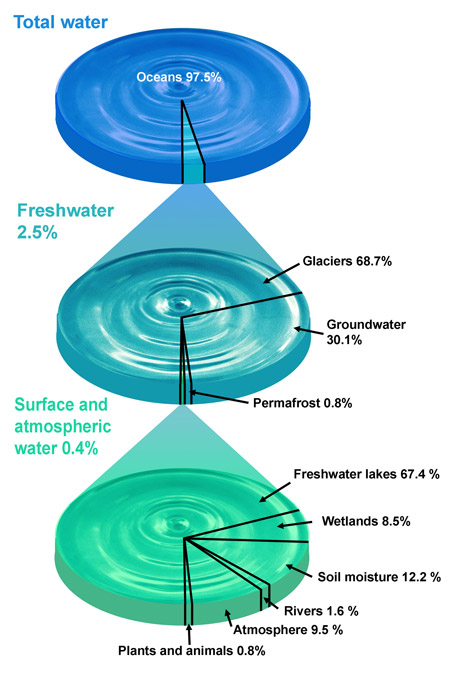 Total water
Oceans 97.5%
Freshwater
2.5%
Glaciers 68.7%
Groundwater
30.1%
Permafrost 0.8%
Surface and
atmospheric
water 0.4%
Freshwater lakes 67.4 %
Wetlands 8.5%
Soil moisture 12.2 %
Rivers 1.6 %
Atmosphere 9.5 %
Plants and animals 0.8%